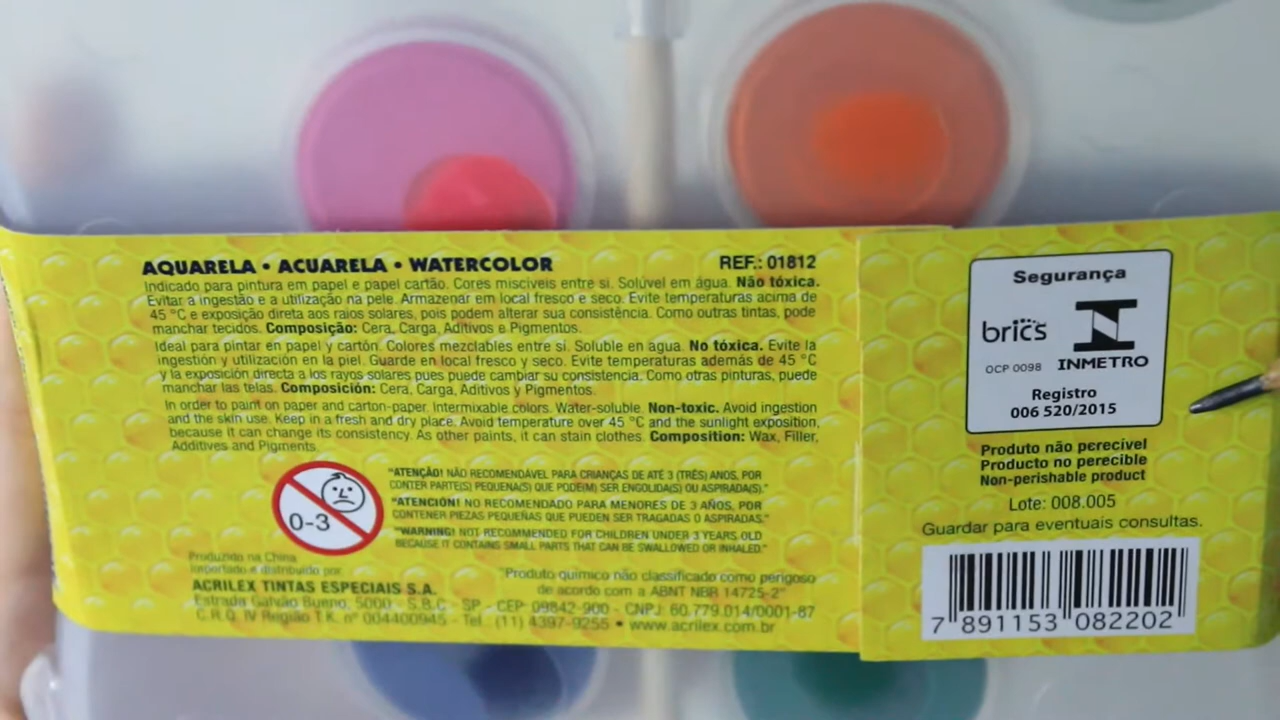 AQUARELA • ACUARELA • WATERCOLOR REF.: 01812
Indicado para pintura em papel e papel cartão. Cores miscíveis entre si. Solúvel em água. Não tóxica.
Evitar a ingestão e a utilização na pele. Armazenar em local fresco e seco. Evite temperaturas acima de
45 °C e exposição direta aos raios solares, pois podem alterar sua consistência. Como outras tintas, pode
manchar tecidos. Composição: Cera, Carga, Aditivos e Pigmentos.
Ideal para pintar en papel y cartón. Colores mezclables entre si. Soluble en agua. No tóxica. Evite la
ingestión y utilización en la piel. Guarde en local fresco y seco. Evite temperaturas además de 45 °C
y la exposición directa a los rayos solares pues puede cambiar su consistencia. Como otras pinturas, puede
manchar las telas. Composición: Cera, Carga, Aditivos y Pigmentos.
In order to paint on paper and carton-paper. Intermixable colors. Water-soluble. Non-toxic. Avoid ingestion
and the skin use. Keep in a fresh and dry place. Avoid temperature over 45 °C and the sunlight exposition,
because it can change its consistency. As other paints, it can stain clothes. Composition: Wax, Filler,
Additives and Pigments.
0-3
"ATENÇÃO! NÃO RECOMENDÁVEL PARA CRIANÇAS DE ATÉ 3 (TRÊS) ANOS, POR
CONTER PARTE(S) PEQUENA(S) QUE PODE(M) SER ENGOLIDA(S) OU ASPIRADA(S)."
"ATENCIÓN! NO RECOMENDADO PARA MENORES DE 3 AÑOS, POR
CONTENER PIEZAS PEQUEÑAS QUE PUEDEN SER TRAGADAS O ASPIRADAS."
"WARNING! NOT RECOMMENDED FOR CHILDREN UNDER 3 YEARS OLD
BECAUSE IT CONTAINS SMALL PARTS THAT CAN BE SWALLOWED OR INHALED."
Produzido na China
Importado e distribuído por:
ACRILEX TINTAS ESPECIAIS S.A.
"Produto químico não classificado como perigoso
de acordo com a ABNT NBR 14725-2"
Estrada Galvão Bueno, 5000 - S.B.C. - SP - CEP: 09842-900 - CNPJ: 60.779.014/0001-87
C.R.Q. IV Região T.K. nº 004400945 - Tel. (11) 4397-9255 • www.acrilex.com.br
Segurança
brics
OCP 0098
INMETRO
Registro
006 520/2015
Produto não perecível
Producto no perecible
Non-perishable product
Lote: 008.005
Guardar para eventuais consultas.
7 891153 082202